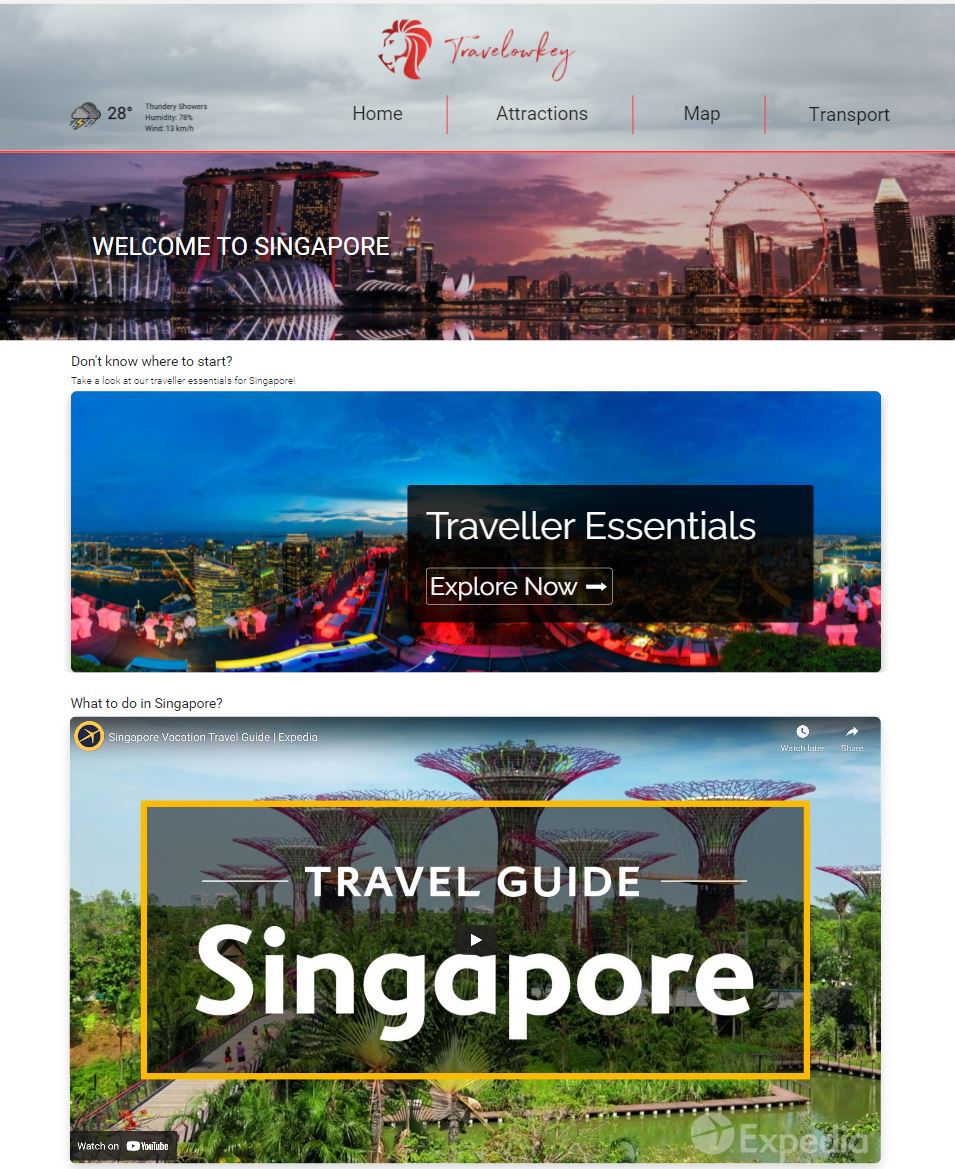 Travelowkey
28°
Thundery Showers
Humidity: 78%
Wind: 13 km/h
Home
Attractions
Map
Transport
WELCOME TO SINGAPORE
Don't know where to start?
Take a look at our traveller essentials for Singapore!
Traveller Essentials
Explore Now ➞
What to do in Singapore?
Singapore Vacation Travel Guide | Expedia
Watch later
Share
TRAVEL GUIDE
Singapore
Watch on YouTube
Expedia